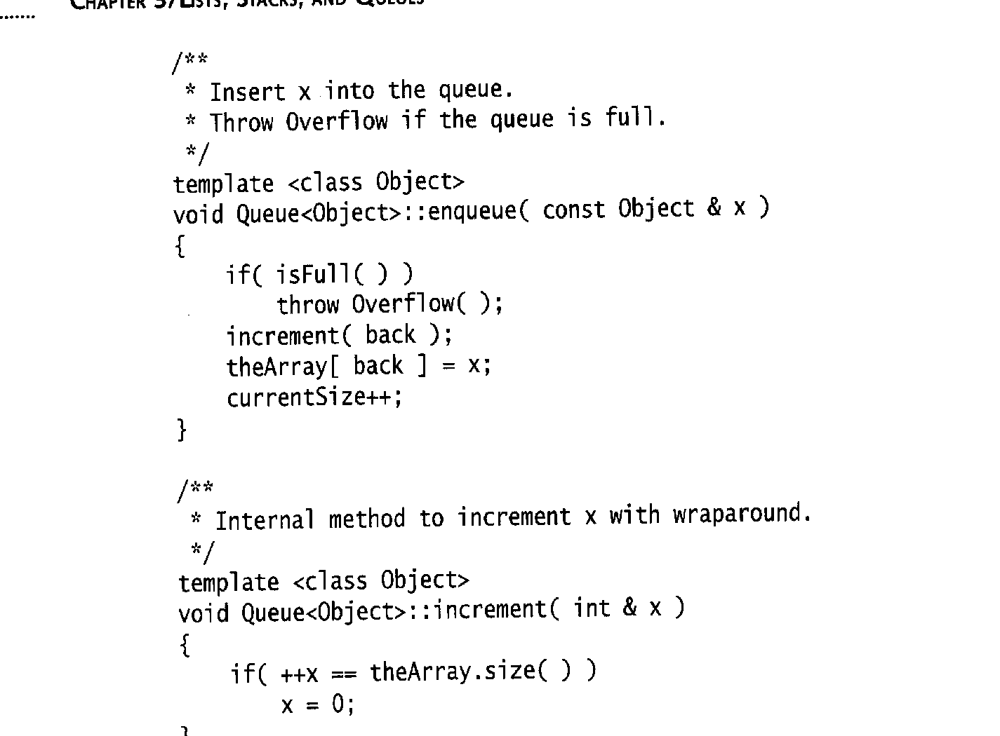 CHAPTER 3/LISTS, STACKS, AND QUEUES
/**
 * Insert x into the queue.
 * Throw Overflow if the queue is full.
 */
template <class Object>
void Queue<Object>::enqueue( const Object & x )
{
    if( isFull( ) )
        throw Overflow( );
    increment( back );
    theArray[ back ] = x;
    currentSize++;
}
/**
 * Internal method to increment x with wraparound.
 */
template <class Object>
void Queue<Object>::increment( int & x )
{
    if( ++x == theArray.size( ) )
        x = 0;
}